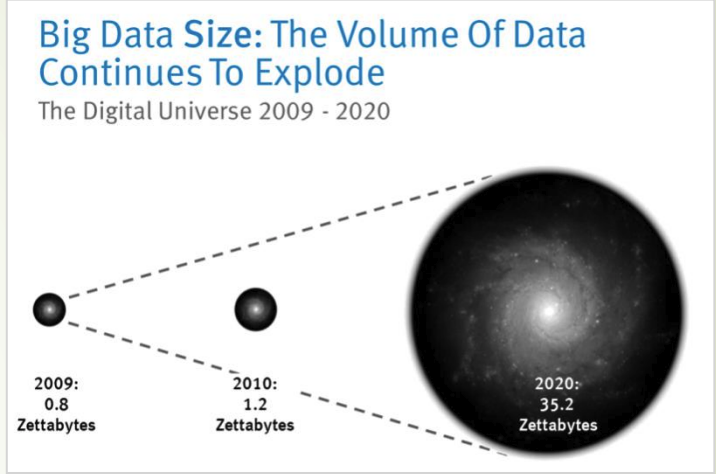 Big Data Size: The Volume Of Data
Continues To Explode
The Digital Universe 2009 - 2020
2009:
0.8
Zettabytes
2010:
1.2
Zettabytes
2020:
35.2
Zettabytes